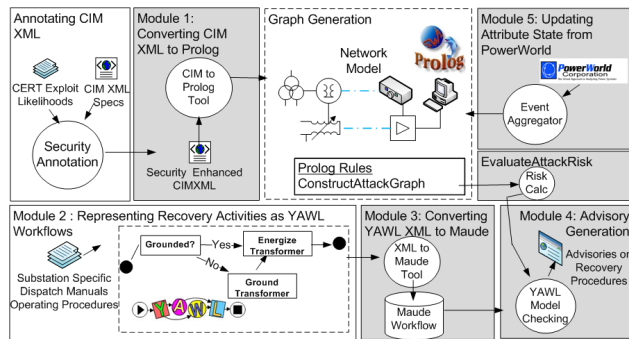 Annotating CIM
XML
CERT Exploit
Likelihoods
CIM XML
Specs
Security
Annotation
Module 1:
Converting CIM
XML to Prolog
CIM to
Prolog
Tool
Security Enhanced
CIMXML
Graph Generation
Network
Model
Prolog
Prolog Rules
ConstructAttackGraph
Module 5: Updating
Attribute State from
PowerWorld
PowerWorld
Corporation
Event
Aggregator
EvaluateAttackRisk
Risk
Calc
Module 2 : Representing Recovery Activities as YAWL
Workflows
Substation Specific
Dispatch Manuals
Operating Procedures
Grounded?
Yes
No
Energize
Transformer
Ground
Transformer
YAWL
Module 3: Converting
YAWL XML to Maude
XML to
Maude
Tool
Maude
Workflow
Module 4: Advisory
Generation
Advisories on
Recovery
Procedures
YAWL
Model
Checking